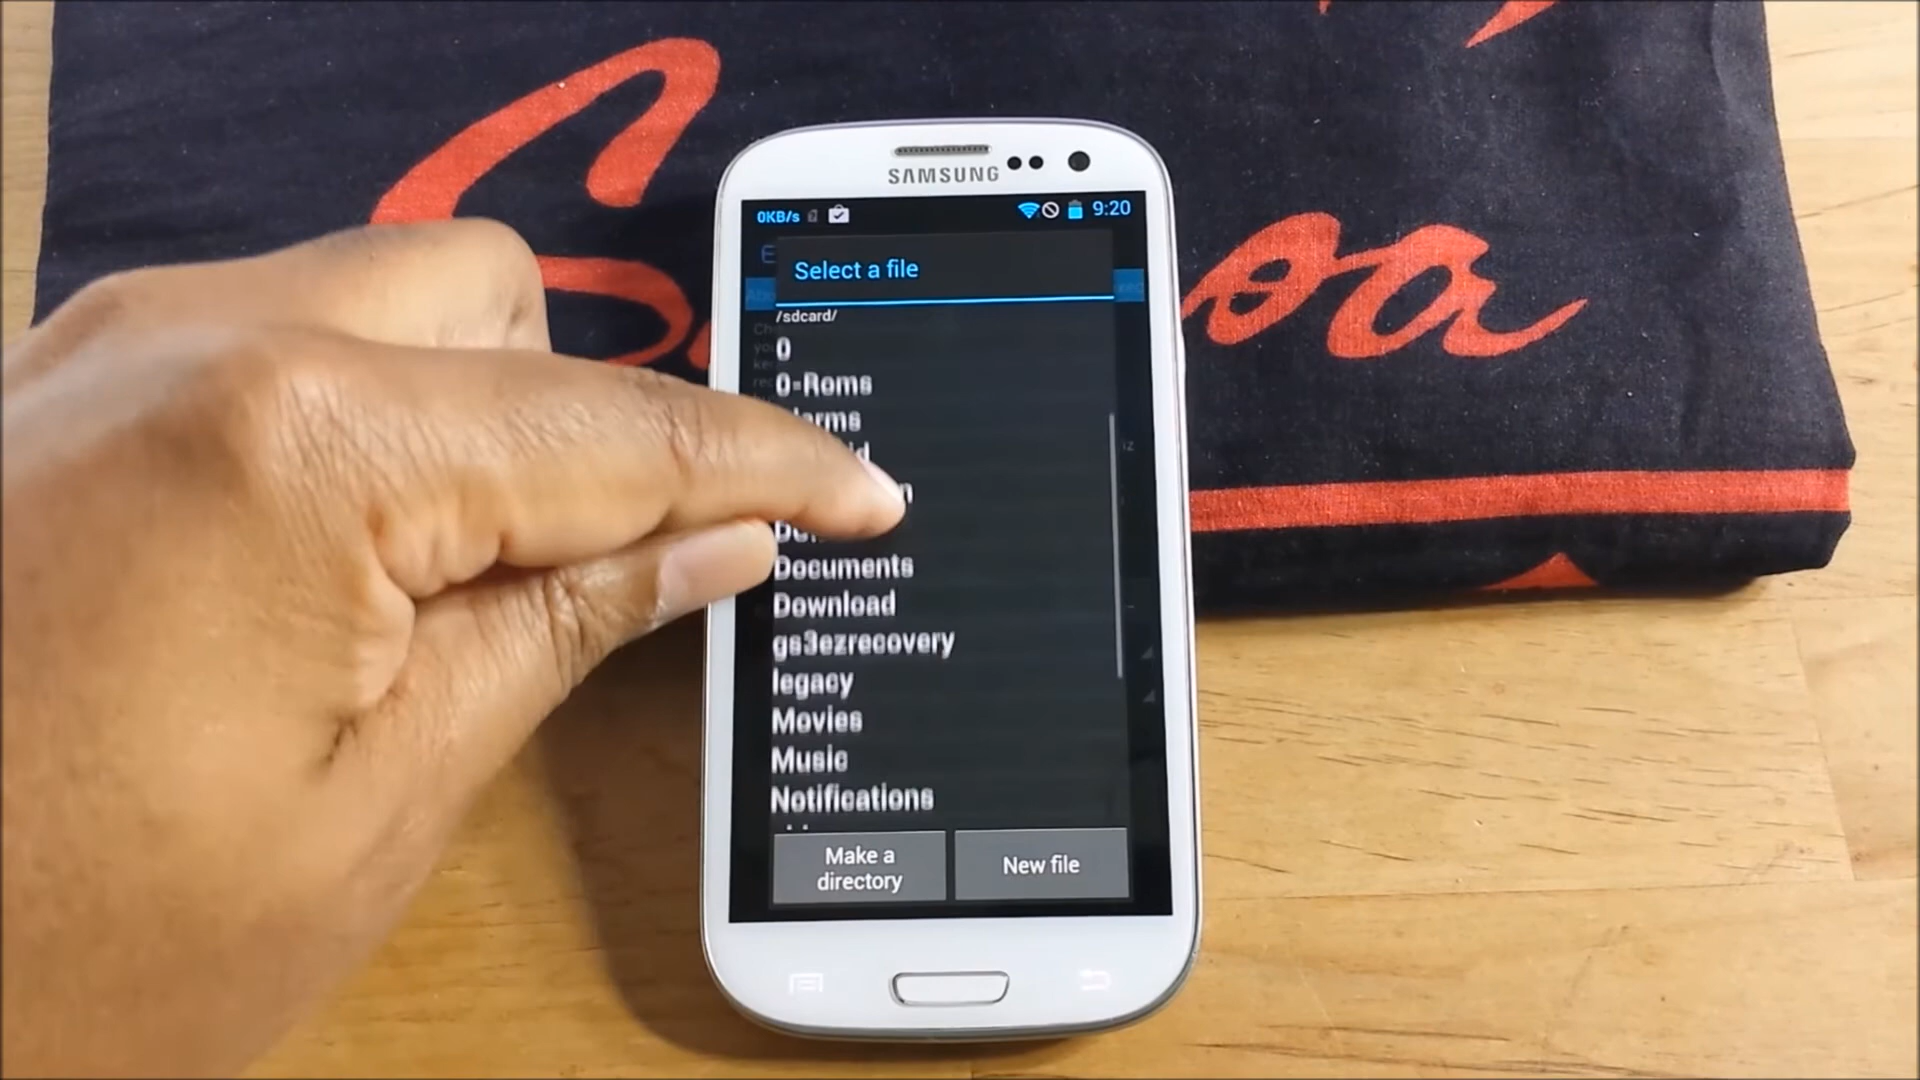 SAMSUNG
0KB/s 9:20
Select a file
/sdcard/
0
0-Roms
Documents
Download
gs3ezrecovery
legacy
Movies
Music
Notifications
Make a
directory
New file